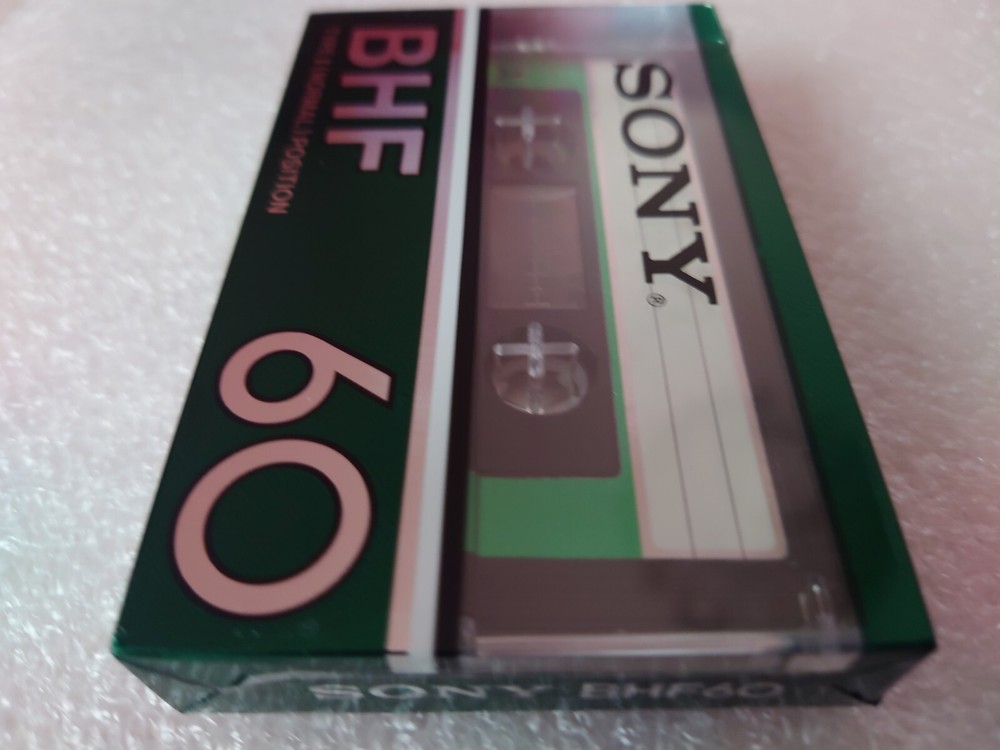 BHF
TYPE I (NORMAL) POSITION
60
SONY®
SONY BHF60